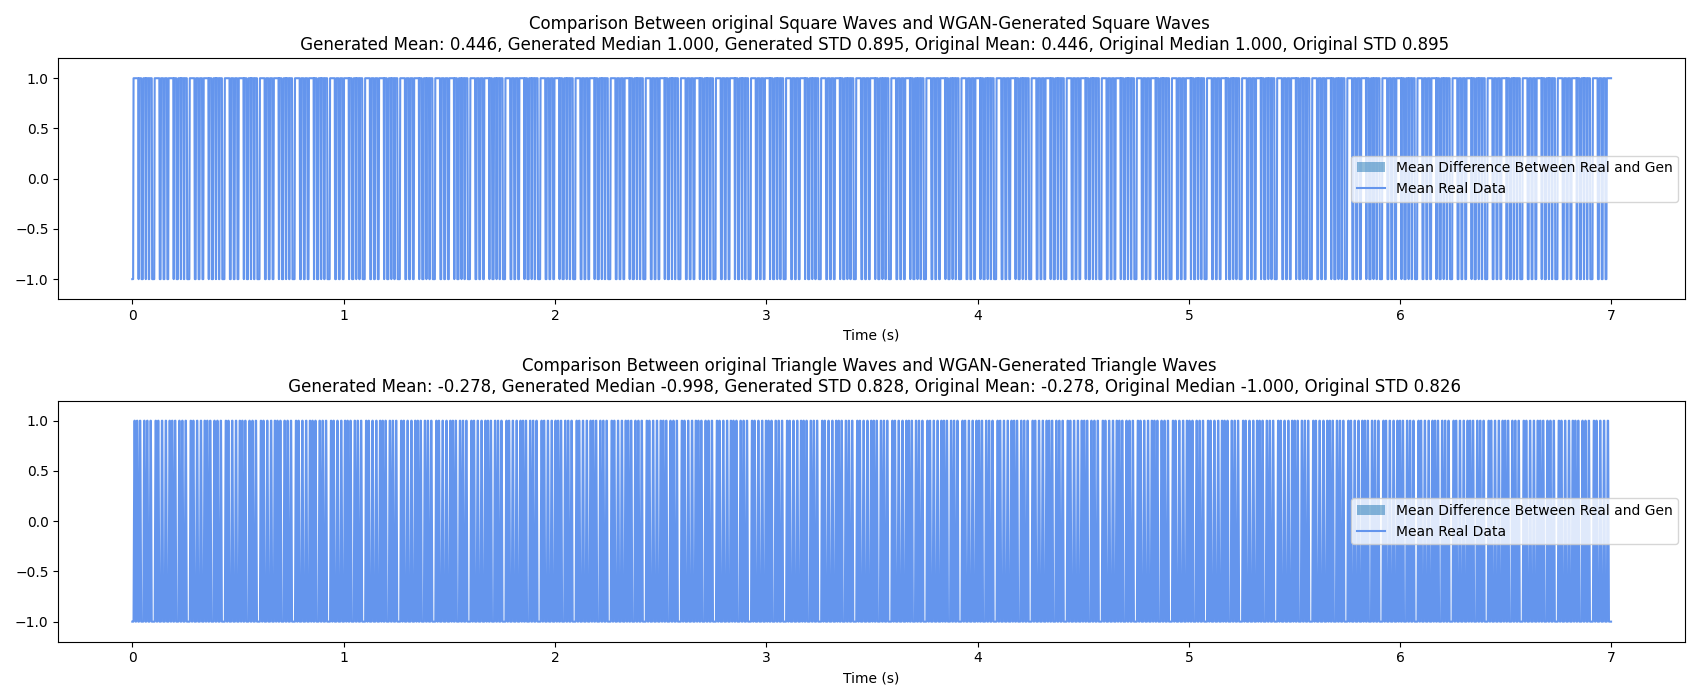 Comparison Between original Square Waves and WGAN-Generated Square Waves
Generated Mean: 0.446, Generated Median 1.000, Generated STD 0.895, Original Mean: 0.446, Original Median 1.000, Original STD 0.895
1.0
0.5
0.0
−0.5
−1.0
Mean Difference Between Real and Gen
Mean Real Data
0 1 2 3 4 5 6 7
Time (s)
Comparison Between original Triangle Waves and WGAN-Generated Triangle Waves
Generated Mean: -0.278, Generated Median -0.998, Generated STD 0.828, Original Mean: -0.278, Original Median -1.000, Original STD 0.826
1.0
0.5
0.0
−0.5
−1.0
Mean Difference Between Real and Gen
Mean Real Data
0 1 2 3 4 5 6 7
Time (s)